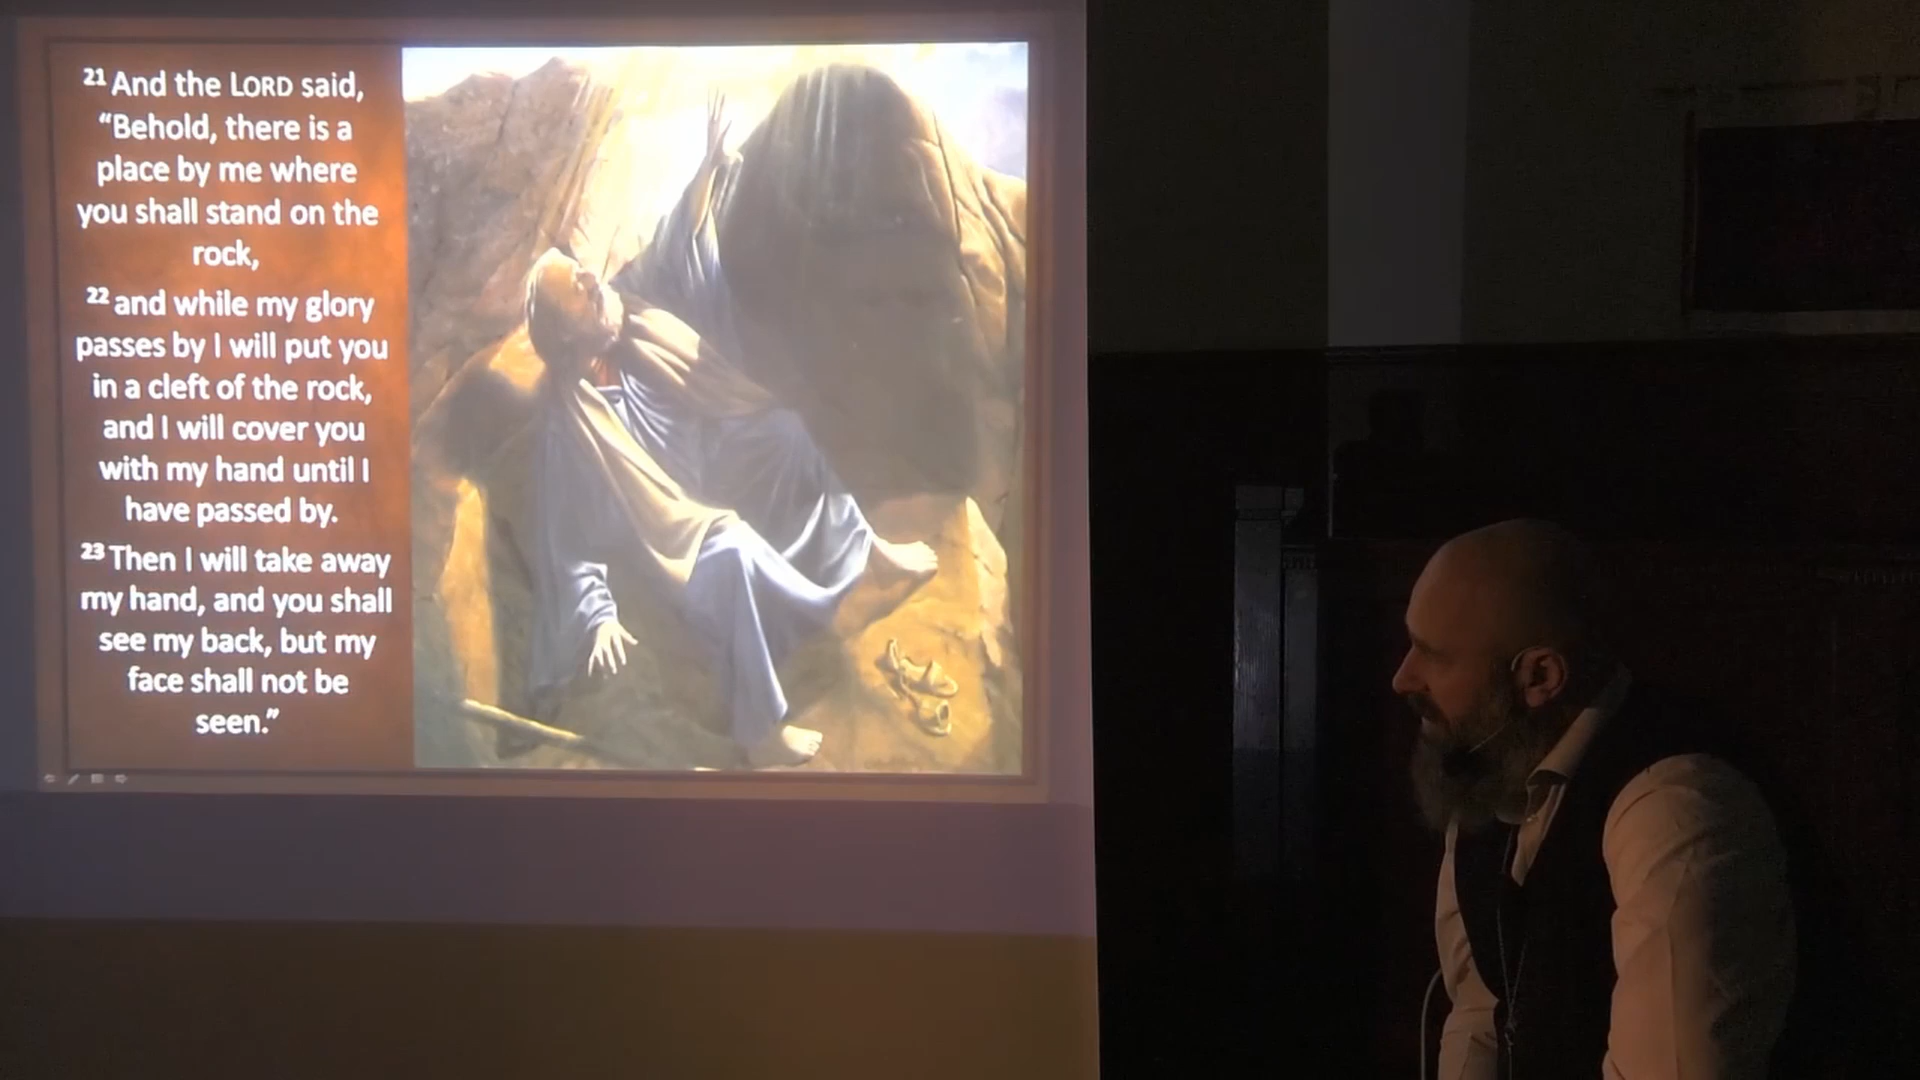 21 And the LORD said,
“Behold, there is a
place by me where
you shall stand on the
rock,
22 and while my glory
passes by I will put you
in a cleft of the rock,
and I will cover you
with my hand until I
have passed by.
23 Then I will take away
my hand, and you shall
see my back, but my
face shall not be
seen.”